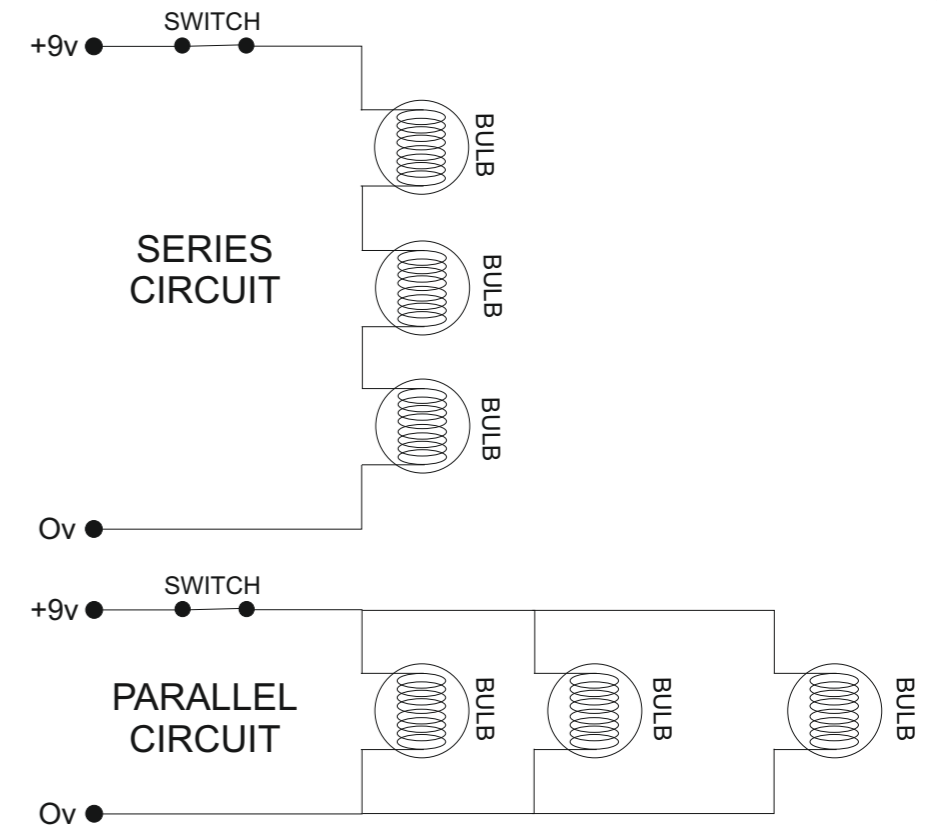 SWITCH
+9v
BULB
SERIES
CIRCUIT
BULB
BULB
Ov
SWITCH
+9v
PARALLEL
CIRCUIT
BULB
BULB
BULB
Ov